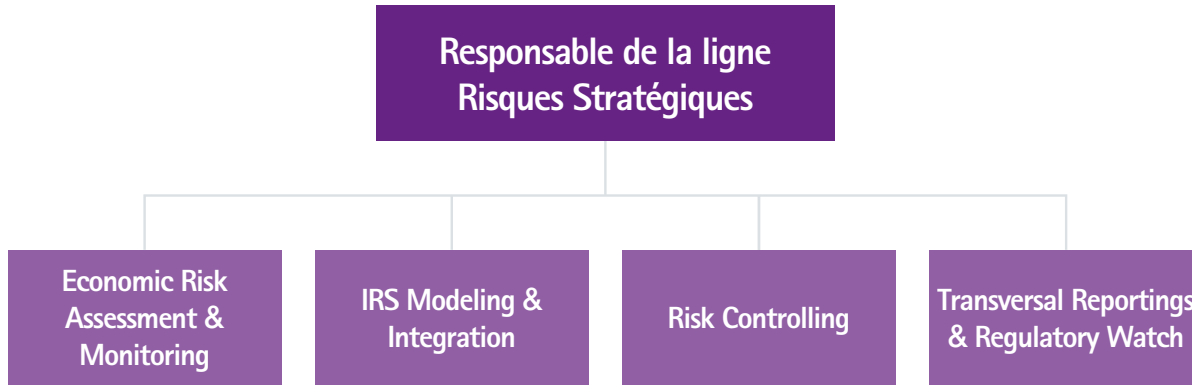 Responsable de la ligne
Risques Stratégiques
Economic Risk
Assessment &
Monitoring
IRS Modeling &
Integration
Risk Controlling
Transversal Reportings
& Regulatory Watch